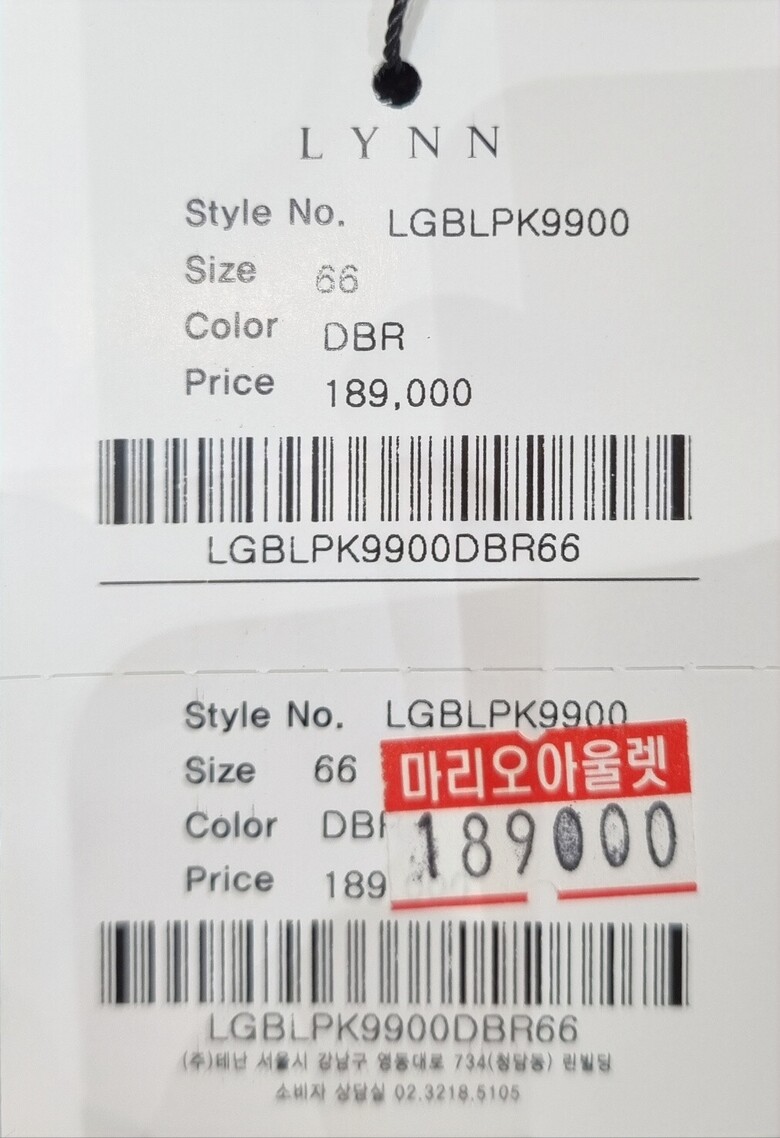 LYNN
Style No. LGBLPK9900
Size 66
Color DBR
Price 189,000
LGBLPK9900DBR66
Style No. LGBLPK9900
Size 66
마리오아울렛
Color DB
189000
Price 189
LGBLPK9900DBR66
(주)테난 서울시 강남구 영동대로 734(청담동) 린빌딩
소비자 상담실 02.3218.5105